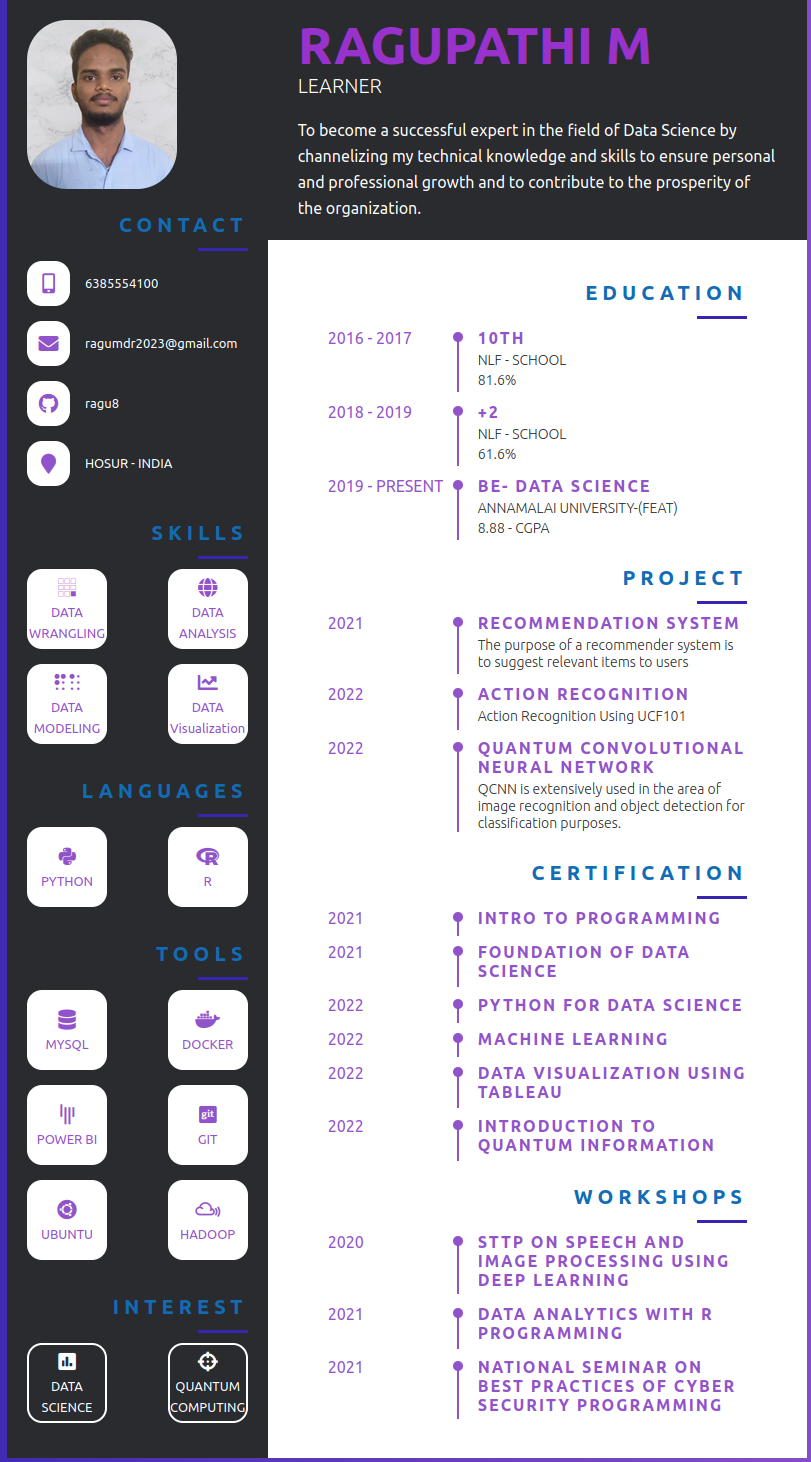 RAGUPATHI M
LEARNER
To become a successful expert in the field of Data Science by
channelizing my technical knowledge and skills to ensure personal
and professional growth and to contribute to the prosperity of
the organization.
CONTACT
6385554100
ragumdr2023@gmail.com
ragu8
HOSUR - INDIA
SKILLS
DATA
WRANGLING
DATA
ANALYSIS
DATA
MODELING
DATA
Visualization
LANGUAGES
PYTHON
R
TOOLS
MYSQL
DOCKER
POWER BI
git
GIT
UBUNTU
HADOOP
INTEREST
DATA
SCIENCE
QUANTUM
COMPUTING
EDUCATION
2016 - 2017
10TH
NLF - SCHOOL
81.6%
2018 - 2019
+2
NLF - SCHOOL
61.6%
2019 - PRESENT
BE- DATA SCIENCE
ANNAMALAI UNIVERSITY-(FEAT)
8.88 - CGPA
PROJECT
2021
RECOMMENDATION SYSTEM
The purpose of a recommender system is
to suggest relevant items to users
2022
ACTION RECOGNITION
Action Recognition Using UCF101
2022
QUANTUM CONVOLUTIONAL
NEURAL NETWORK
QCNN is extensively used in the area of
image recognition and object detection for
classification purposes.
CERTIFICATION
2021
INTRO TO PROGRAMMING
2021
FOUNDATION OF DATA
SCIENCE
2022
PYTHON FOR DATA SCIENCE
2022
MACHINE LEARNING
2022
DATA VISUALIZATION USING
TABLEAU
2022
INTRODUCTION TO
QUANTUM INFORMATION
WORKSHOPS
2020
STTP ON SPEECH AND
IMAGE PROCESSING USING
DEEP LEARNING
2021
DATA ANALYTICS WITH R
PROGRAMMING
2021
NATIONAL SEMINAR ON
BEST PRACTICES OF CYBER
SECURITY PROGRAMMING